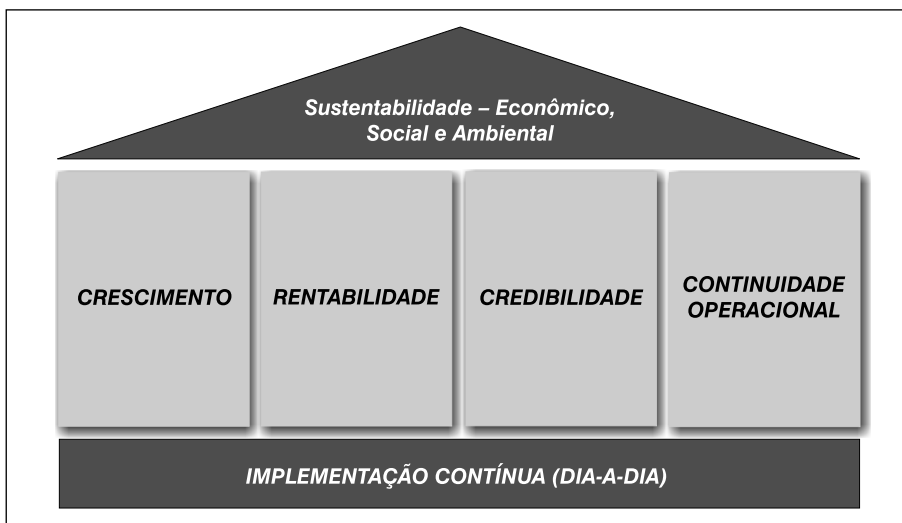 Sustentabilidade – Econômico,
Social e Ambiental
CRESCIMENTO
RENTABILIDADE
CREDIBILIDADE
CONTINUIDADE
OPERACIONAL
IMPLEMENTAÇÃO CONTÍNUA (DIA-A-DIA)